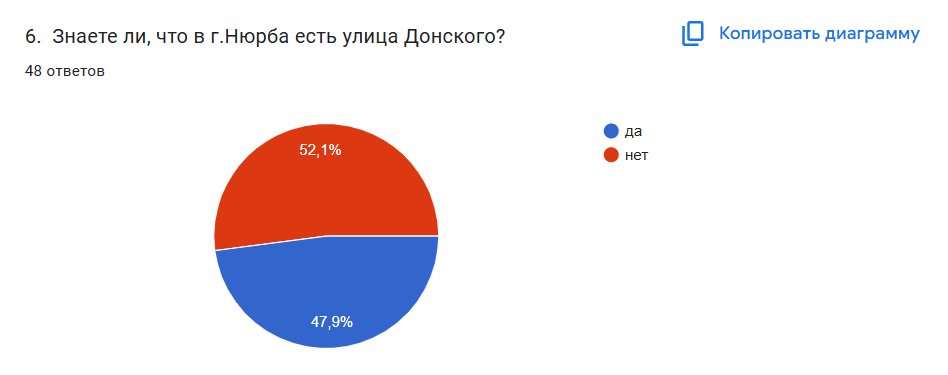 6. Знаете ли, что в г.Нюрба есть улица Донского?
Копировать диаграмму
48 ответов
52,1%
47,9%
да
нет